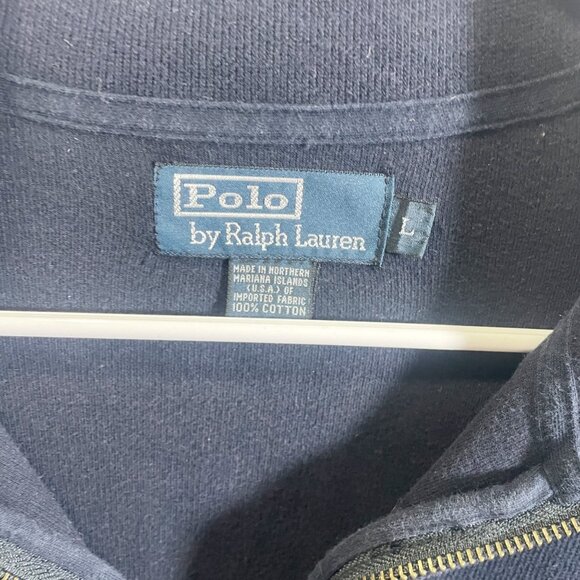 Polo
by Ralph Lauren
L
MADE IN NORTHERN
MARIANA ISLANDS
(U.S.A.) OF
IMPORTED FABRIC
100% COTTON